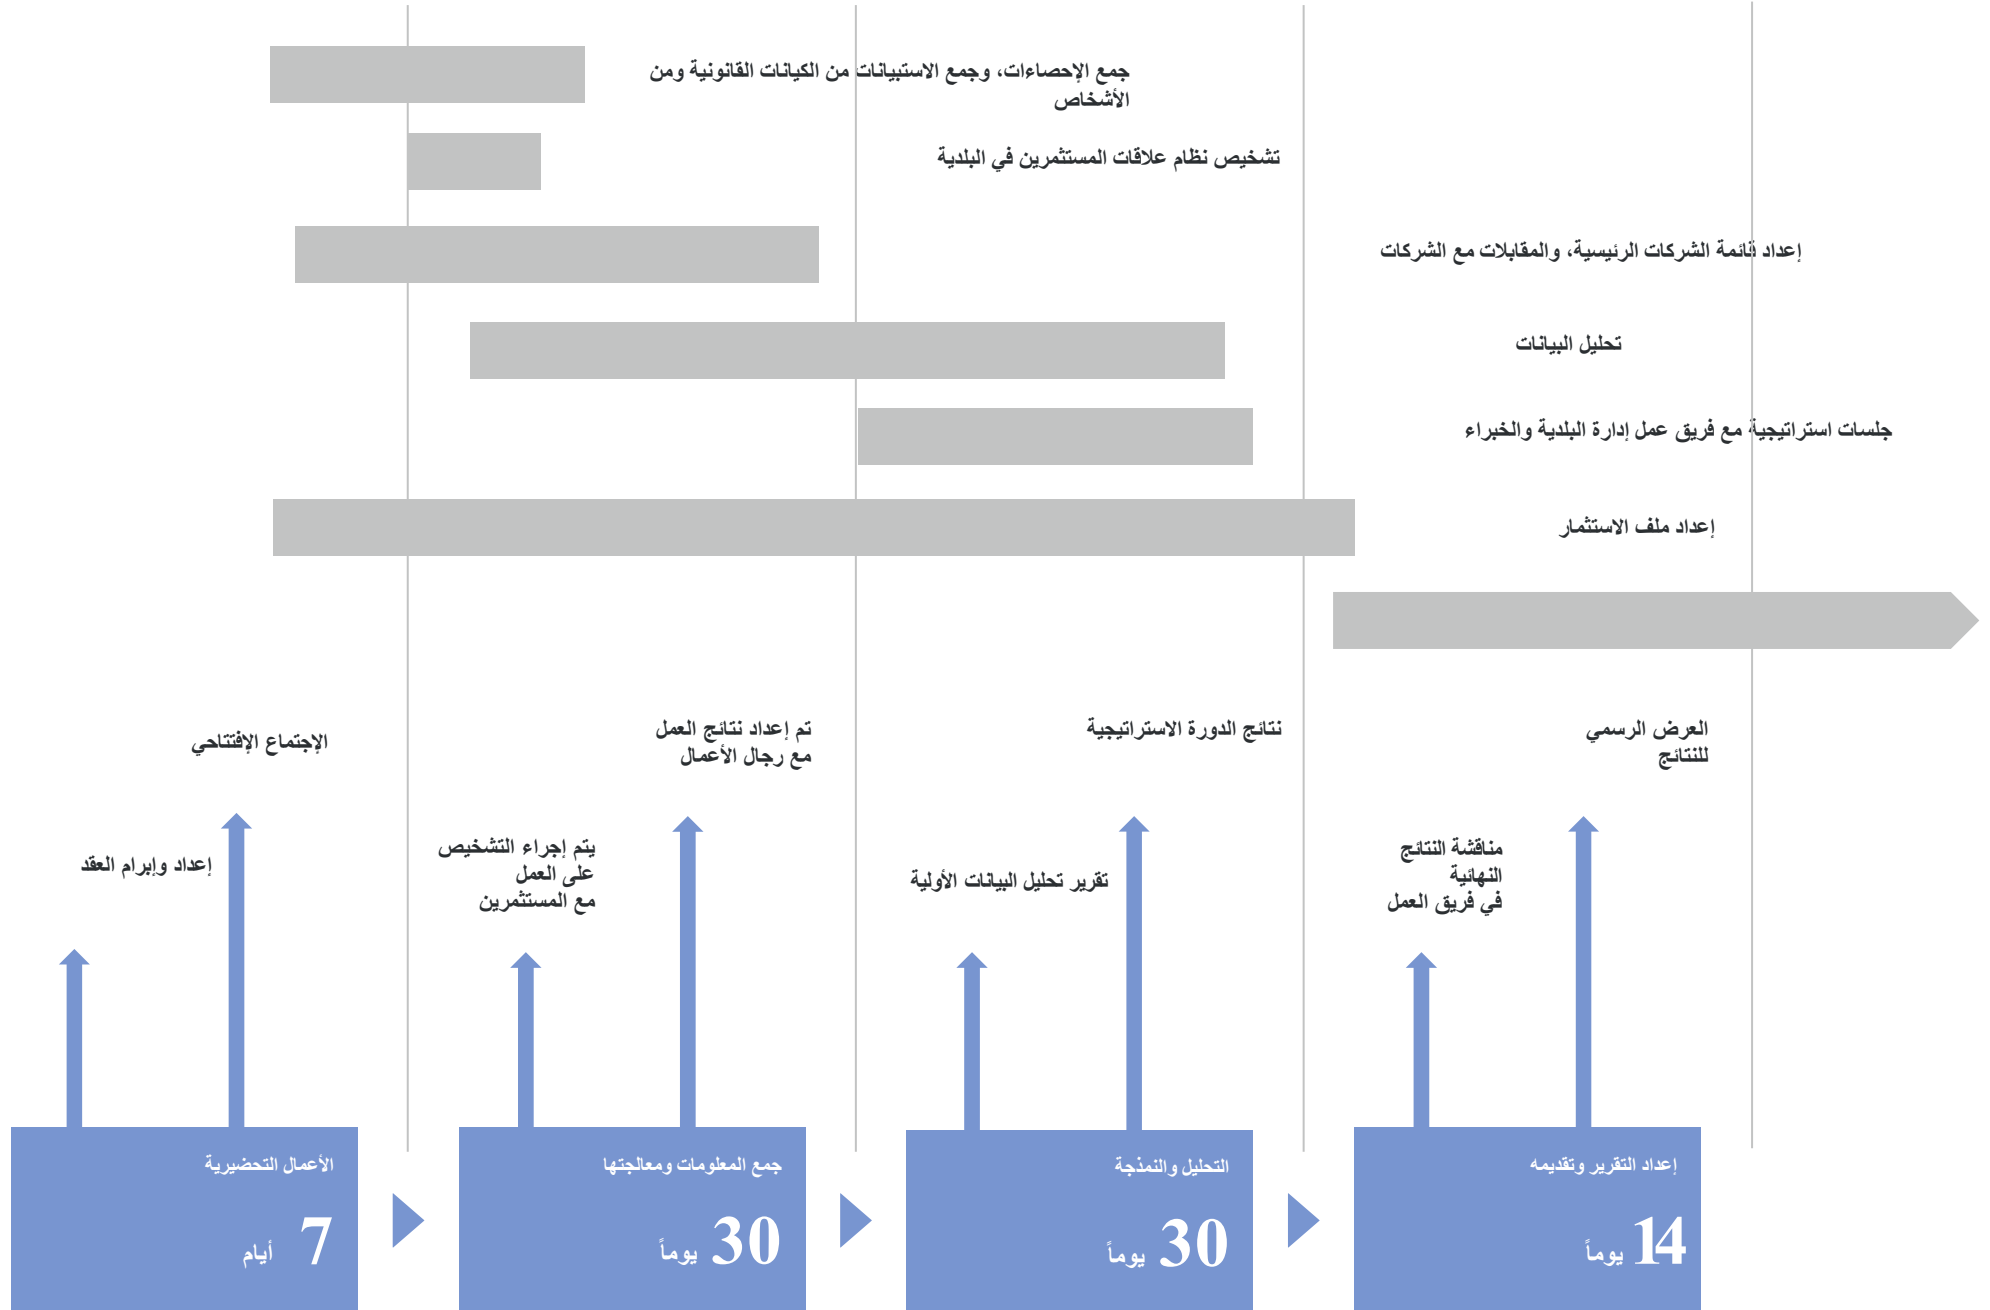 جمع الإحصاءات، وجمع الاستبيانات من الكيانات القانونية ومن
الأشخاص
تشخيص نظام علاقات المستثمرين في البلدية
إعداد قائمة الشركات الرئيسية، والمقابلات مع الشركات
تحليل البيانات
جلسات استراتيجية مع فريق عمل إدارة البلدية والخبراء
إعداد ملف الاستثمار
الإجتماع الإفتتاحي
إعداد وإبرام العقد
تم إعداد نتائج العمل
مع رجال الأعمال
يتم إجراء التشخيص
على العمل
مع المستثمرين
نتائج الدورة الاستراتيجية
تقرير تحليل البيانات الأولية
العرض الرسمي
للنتائج
مناقشة النتائج
النهائية
في فريق العمل
الأعمال التحضيرية
7 أيام
جمع المعلومات ومعالجتها
30 يوماً
التحليل والنمذجة
30 يوماً
إعداد التقرير وتقديمه
14 يوماً